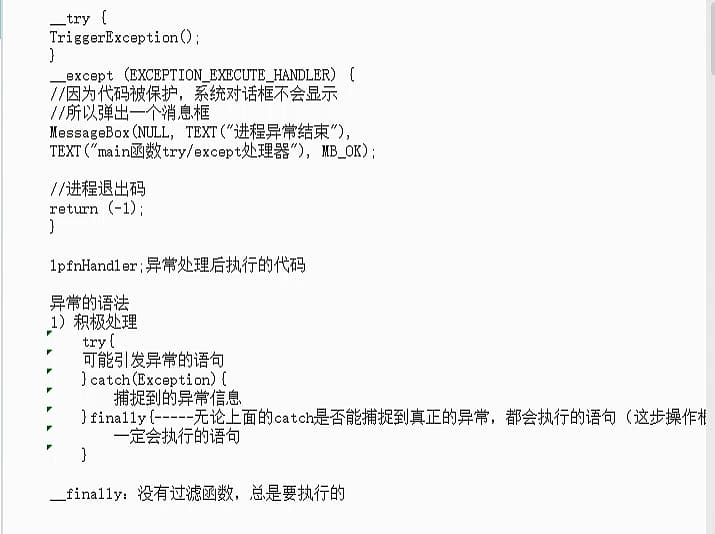 __try {
TriggerException();
}
__except (EXCEPTION_EXECUTE_HANDLER) {
//因为代码被保护，系统对话框不会显示
//所以弹出一个消息框
MessageBox(NULL, TEXT("进程异常结束"),
TEXT("main函数try/except处理器"), MB_OK);
//进程退出码
return (-1);
}
lpfnHandler;异常处理后执行的代码
异常的语法
1) 积极处理
try{
可能引发异常的语句
}catch(Exception){
捕捉到的异常信息
}finally{-----无论上面的catch是否能捕捉到真正的异常，都会执行的语句（这步操作
一定会执行的语句
}
__finally: 没有过滤函数，总是要执行的